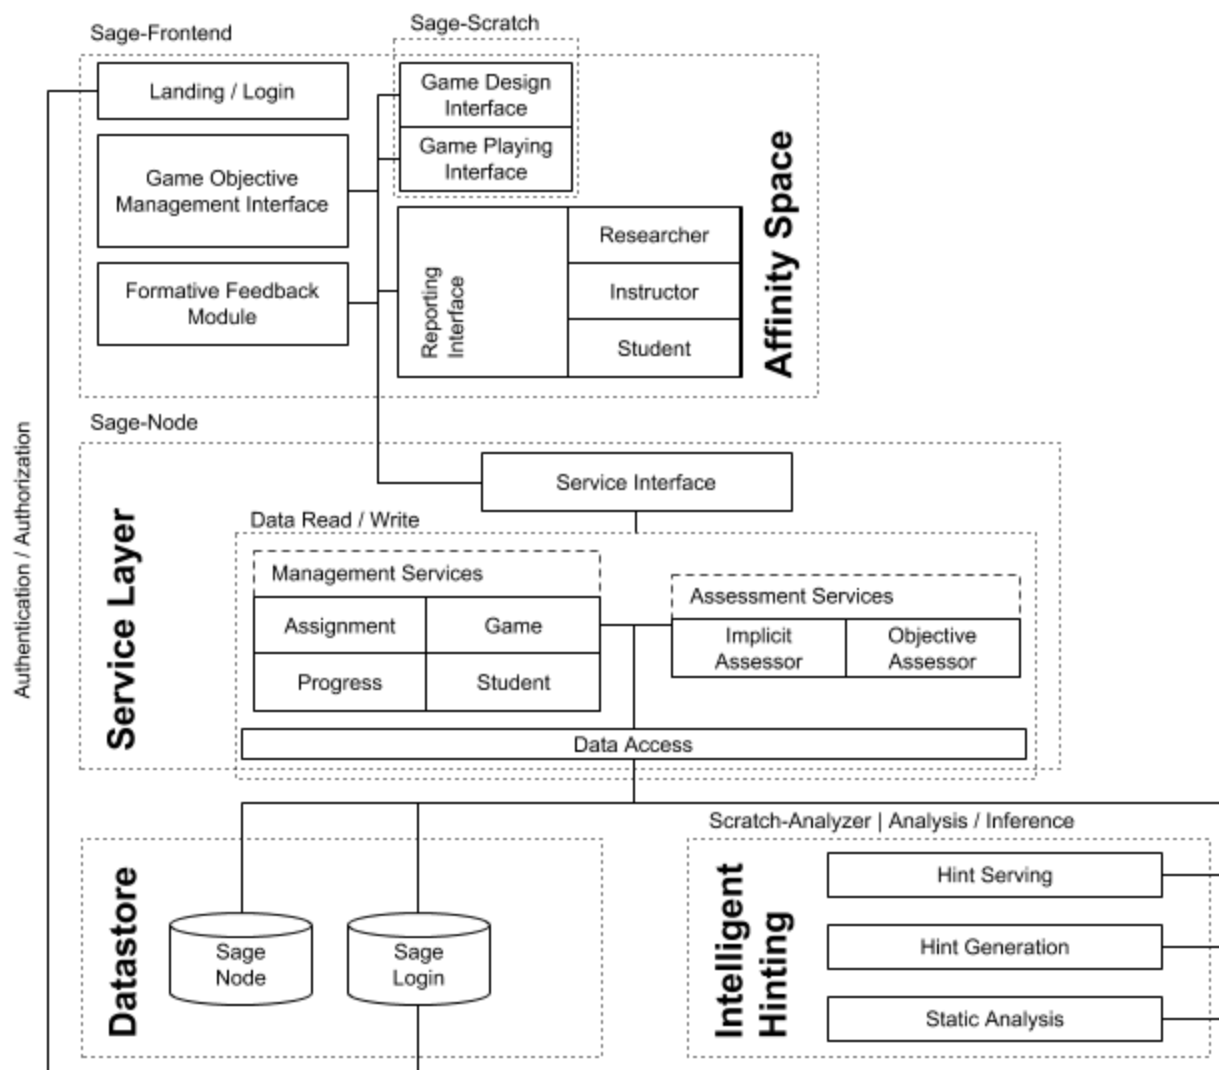 Sage-Frontend
Sage-Scratch
Landing / Login
Game Objective
Management Interface
Formative Feedback
Module
Game Design
Interface
Game Playing
Interface
Reporting
Interface
Researcher
Instructor
Student
Affinity Space
Authentication / Authorization
Sage-Node
Service Layer
Service Interface
Data Read / Write
Management Services
Assignment
Game
Progress
Student
Assessment Services
Implicit
Assessor
Objective
Assessor
Data Access
Datastore
Sage
Node
Sage
Login
Scratch-Analyzer | Analysis / Inference
Intelligent
Hinting
Hint Serving
Hint Generation
Static Analysis